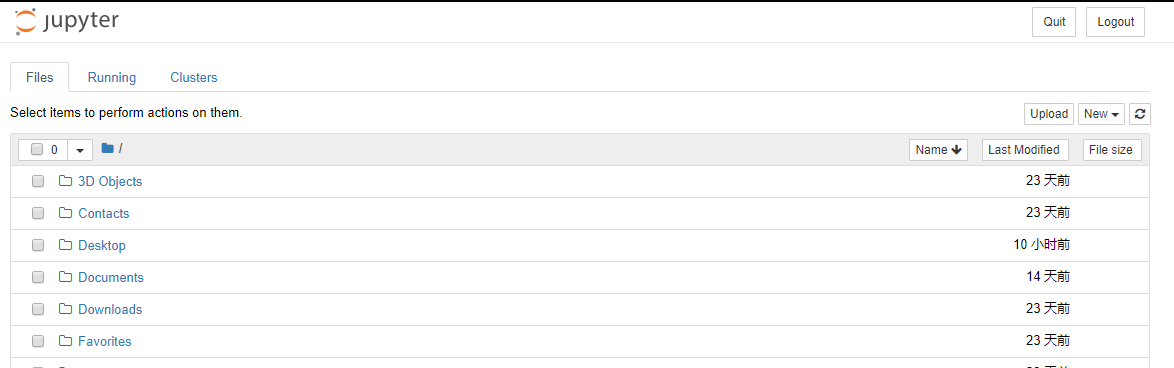 jupyter
Quit Logout
Files Running Clusters
Select items to perform actions on them.
Upload New
0 / Name Last Modified File size
3D Objects 23 天前
Contacts 23 天前
Desktop 10 小时前
Documents 14 天前
Downloads 23 天前
Favorites 23 天前